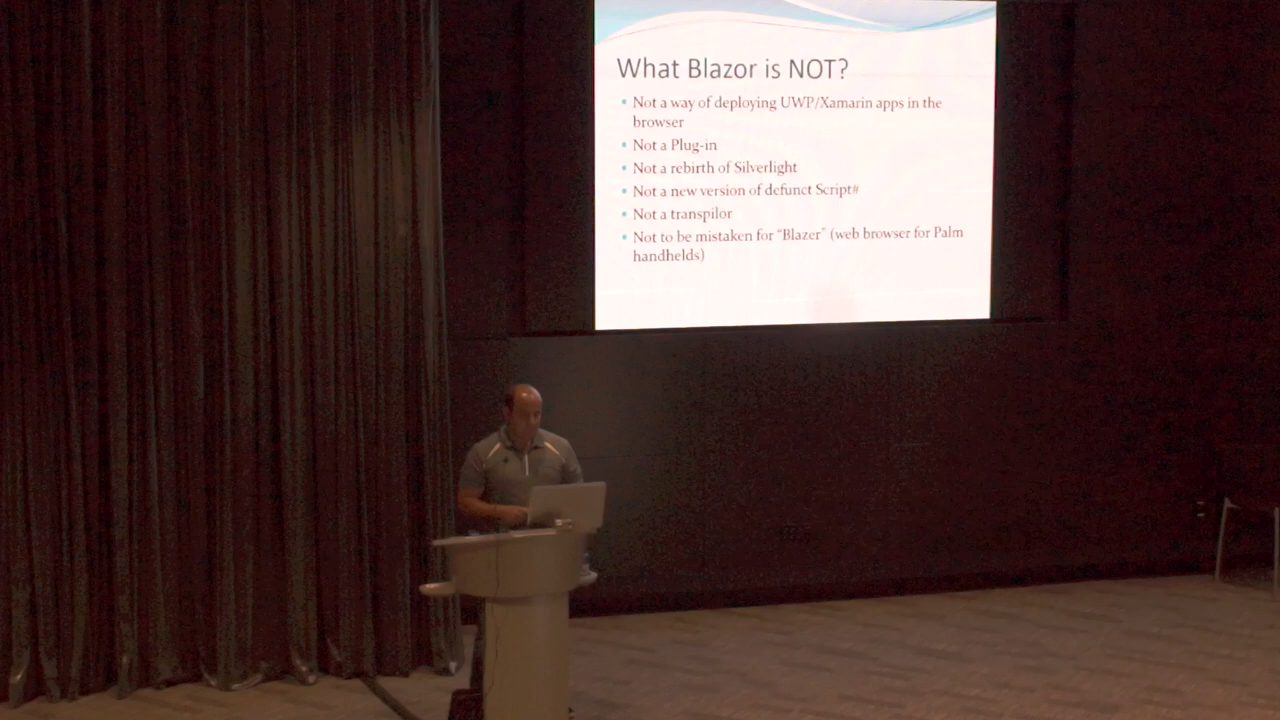 What Blazor is NOT?
• Not a way of deploying UWP/Xamarin apps in the
browser
• Not a Plug-in
• Not a rebirth of Silverlight
• Not a new version of defunct Script#
• Not a transpilor
• Not to be mistaken for “Blazer” (web browser for Palm
handhelds)